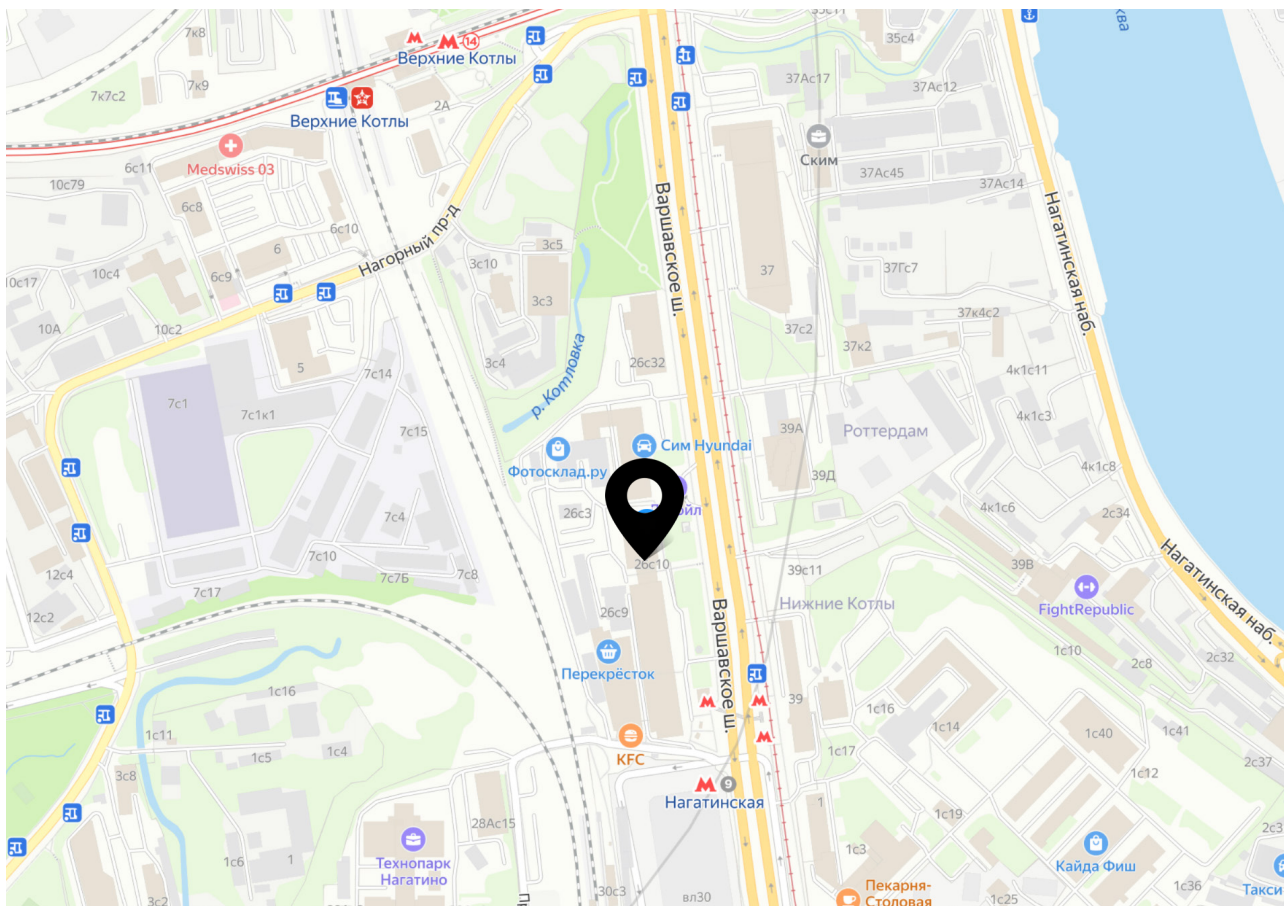 35с11
ква
7к8
14
Верхние Котлы
35с4
37Ас17
37Ас12
7к9
7к7с2
2А
Верхние Котлы
Ским
6с11
Medswiss 03
37Ас45
37Ас14
10с79
6с8
Варшавское ш.
Нагатинская наб.
Нагорный пр-д
6с10
6
3с5
3с10
10с17
10с4
6с9
37
37Гс7
3с3
10А
10с2
37с2
37к4с2
37к2
р. Котловка
3с4
26с32
5
7с14
4к1с11
7с1
7с1к1
4к1с3
7с15
39А
Роттердам
Сим Hyundai
Фотосклад.ру
4к1с8
39Д
йл
26с3
4к1с6
2с34
7с4
Нагатинская наб.
7с10
26с10
39с11
39В
12с4
7с7Б
7с8
7с17
Варшавское ш.
Нижние Котлы
FightRepublic
26с9
12с2
1с10
2с8
2с32
Перекрёсток
1с16
39
1с16
1с14
1с11
1с4
1с40
1с5
1с17
KFC
2с37
3с8
1с12
9
Нагатинская
1
1с19
28Ас15
2с3
Технопарк
Нагатино
1с6
1
1с3
Кайда Фиш
Пекарня-
Столовая
1с36
Такси
3с2
30с3
вл30
Пр